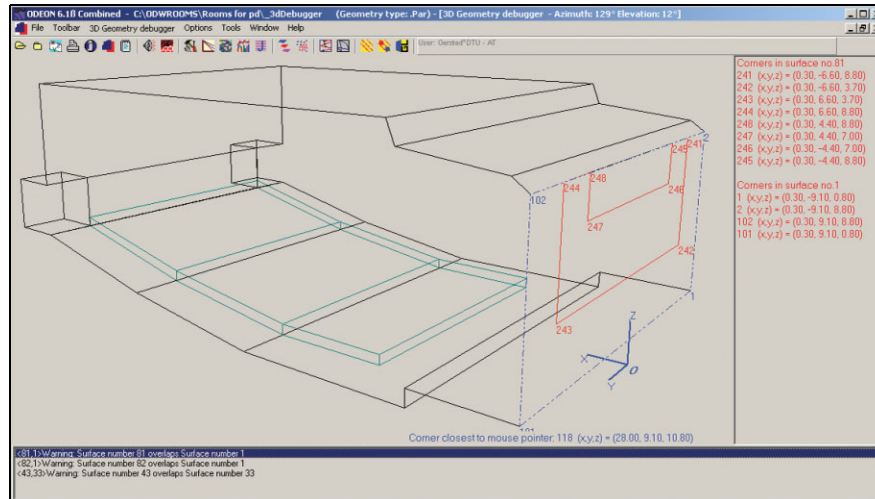 ODEON 6.1β Combined - C:\ODWROOMS\Rooms for pd\_3dDebugger (Geometry type: .Par) - [3D Geometry debugger - Azimuth: 129° Elevation: 12°]
File Toolbar 3D Geometry debugger Options Tools Window Help
User: Oersted*DTU - AT
Corners in surface no.81
241 (x,y,z) = (0.30, -6.60, 8.80)
242 (x,y,z) = (0.30, -6.60, 3.70)
243 (x,y,z) = (0.30, 6.60, 3.70)
244 (x,y,z) = (0.30, 6.60, 8.80)
248 (x,y,z) = (0.30, 4.40, 8.80)
247 (x,y,z) = (0.30, 4.40, 7.00)
246 (x,y,z) = (0.30, -4.40, 7.00)
245 (x,y,z) = (0.30, -4.40, 8.80)
Corners in surface no.1
1 (x,y,z) = (0.30, -9.10, 0.80)
2 (x,y,z) = (0.30, -9.10, 8.80)
102 (x,y,z) = (0.30, 9.10, 8.80)
101 (x,y,z) = (0.30, 9.10, 0.80)
2
241
245
248
244
246
102
247
242
1
243
Z
X
O
Y
101
Corner closest to mouse pointer: 118 (x,y,z) = (28.00, 9.10, 10.80)
<81,1>Warning: Surface number 81 overlaps Surface number 1
<82,1>Warning: Surface number 82 overlaps Surface number 1
<43,33>Warning: Surface number 43 overlaps Surface number 33